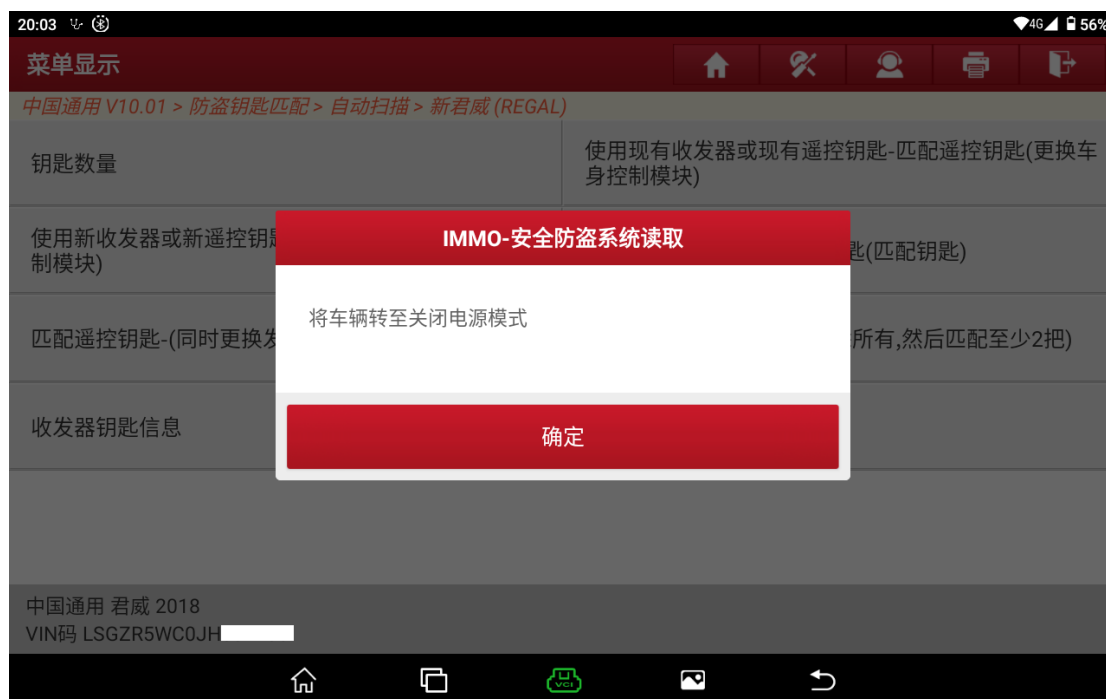 20:03
4G 56%
菜单显示
中国通用 V10.01 > 防盗钥匙匹配 > 自动扫描 > 新君威 (REGAL)
钥匙数量
使用现有收发器或现有遥控钥匙-匹配遥控钥匙(更换车
身控制模块)
使用新收发器或新遥控钥
制模块)
IMMO-安全防盗系统读取
匙(匹配钥匙)
将车辆转至关闭电源模式
匹配遥控钥匙-(同时更换发
所有,然后匹配至少2把)
收发器钥匙信息
确定
中国通用 君威 2018
VIN码 LSGZR5WC0JH
VCI